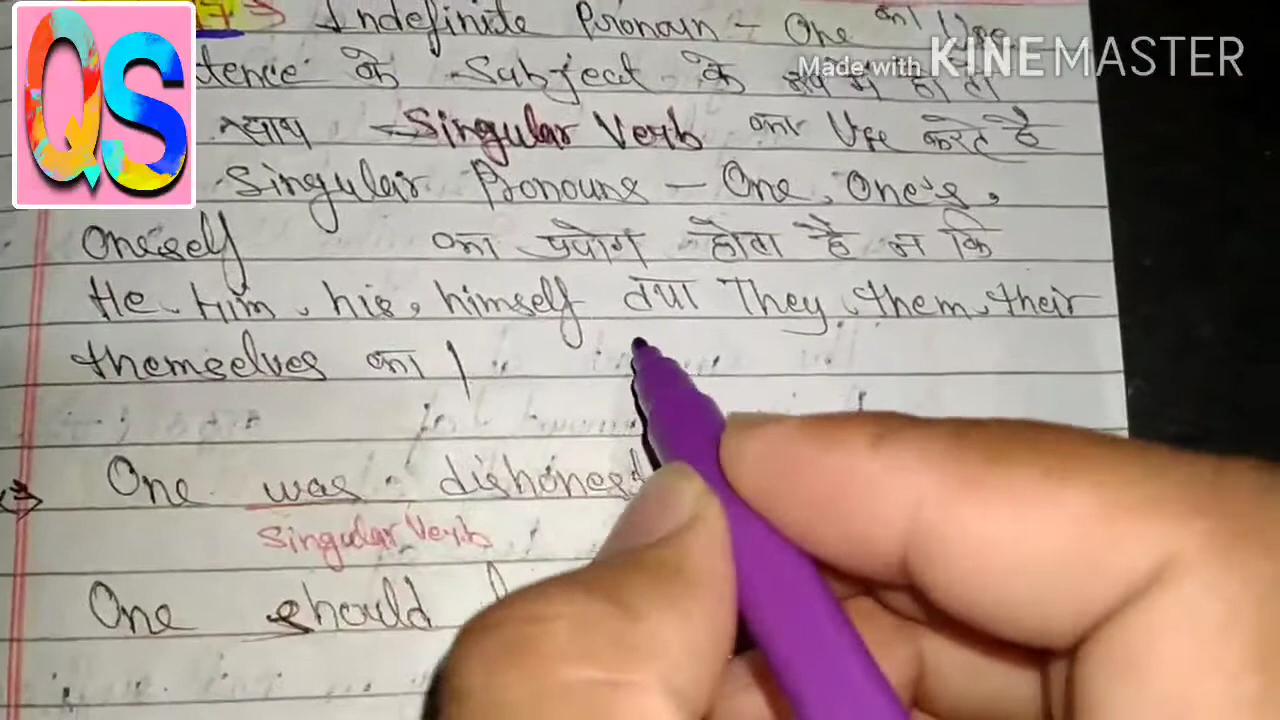 QS
Made with KINEMASTER
17 → Indefinite Pronoun - One का Use
tence के Subject के रूप में होता
साथ Singular Verb का Use करते है
Singular Pronouns - One, One's,
Oneself का प्रयोग होता है न कि
He, him, his, himself तथा They, them, their
themselves का |
One was dishonest
Singular Verb
One should